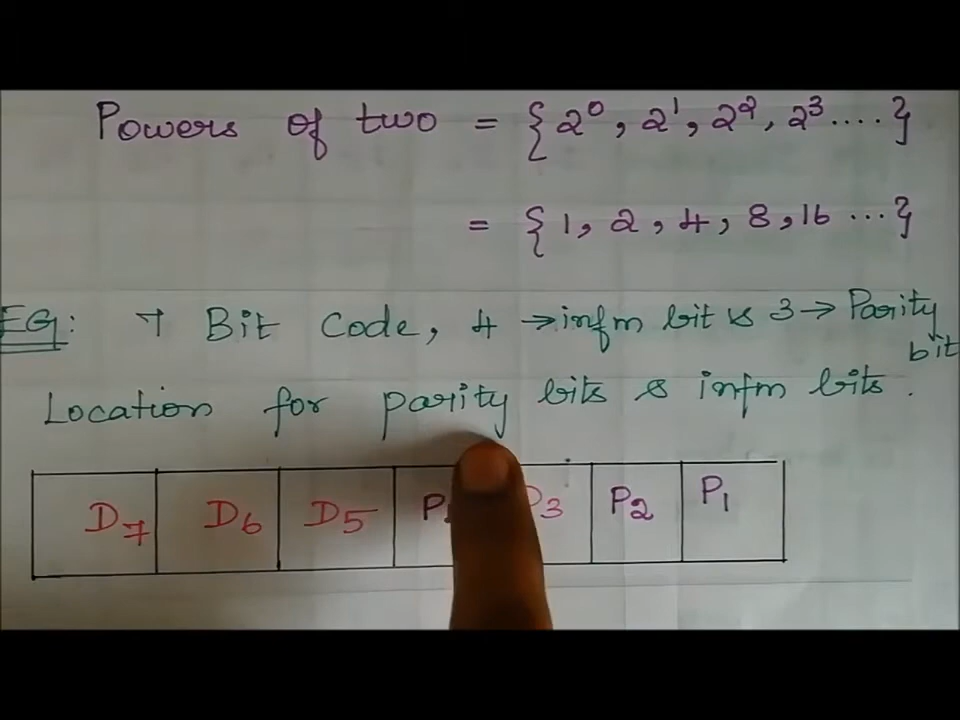 Powers of two = {2⁰, 2¹, 2², 2³ ....}
= {1, 2, 4, 8, 16 ...}
EG: 7 Bit Code, 4 → infm bit & 3 → Parity
bit
Location for parity bits & infm bits.
D₇ D₆ D₅ P₂ P₁